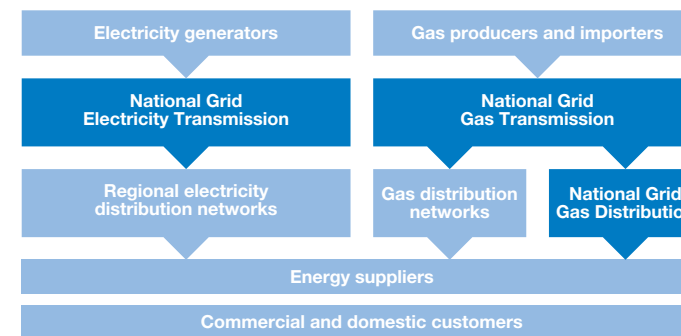 Electricity generators
Gas producers and importers
National Grid
Electricity Transmission
National Grid
Gas Transmission
Regional electricity
distribution networks
Gas distribution
networks
National Grid
Gas Distributio
Energy suppliers
Commercial and domestic customers